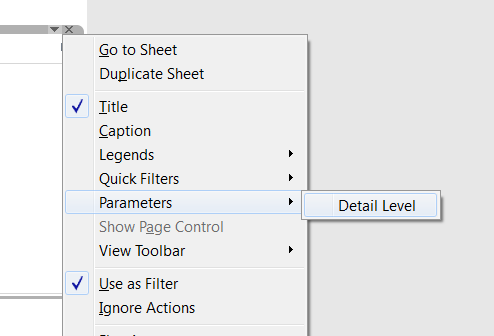 Go to Sheet
Duplicate Sheet
Title
Caption
Legends
Quick Filters
Parameters
Detail Level
Show Page Control
View Toolbar
Use as Filter
Ignore Actions